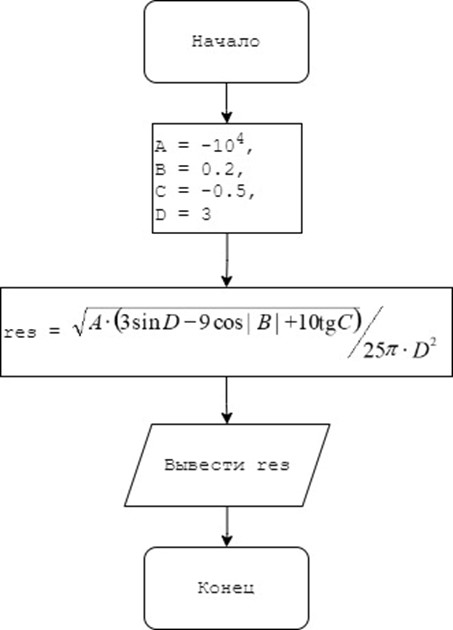 Начало
A = -10⁴,
B = 0.2,
C = -0.5,
D = 3
res = √A·(3sinD−9cos|B|+10tgC)/25π·D²
Вывести res
Конец